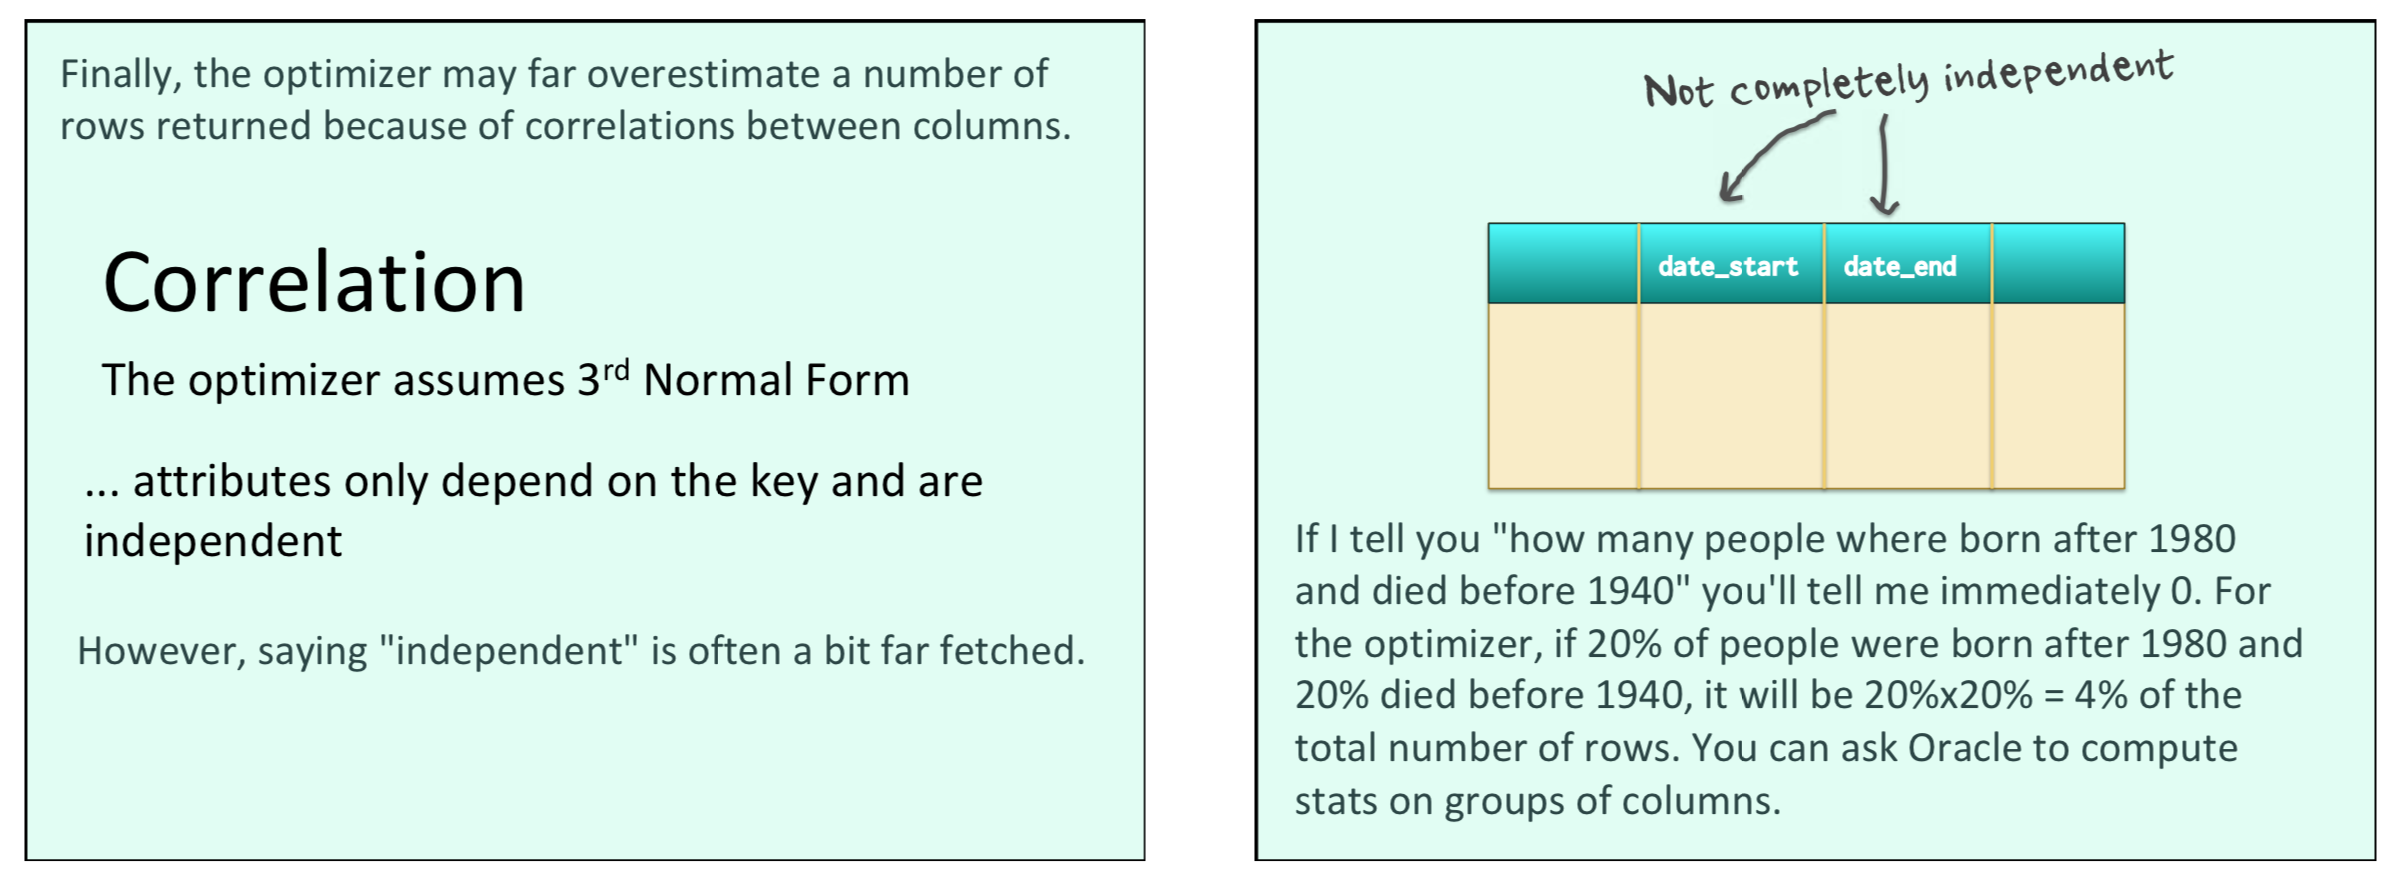 Finally, the optimizer may far overestimate a number of
rows returned because of correlations between columns.
Correlation
The optimizer assumes 3rd Normal Form
... attributes only depend on the key and are
independent
However, saying "independent" is often a bit far fetched.
Not completely independent
date_start date_end
If I tell you "how many people where born after 1980
and died before 1940" you'll tell me immediately 0. For
the optimizer, if 20% of people were born after 1980 and
20% died before 1940, it will be 20%x20% = 4% of the
total number of rows. You can ask Oracle to compute
stats on groups of columns.